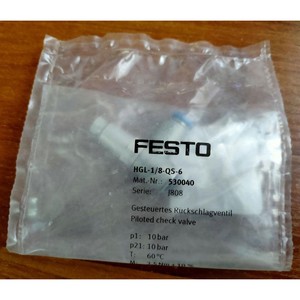 FESTO
HGL-1/8-QS-6
Mat. Nr.: 530040
Serie: J808
Gesteuertes Rückschlagventil
Piloted check valve
p1: 10 bar
p21: 10 bar
T: 60°C